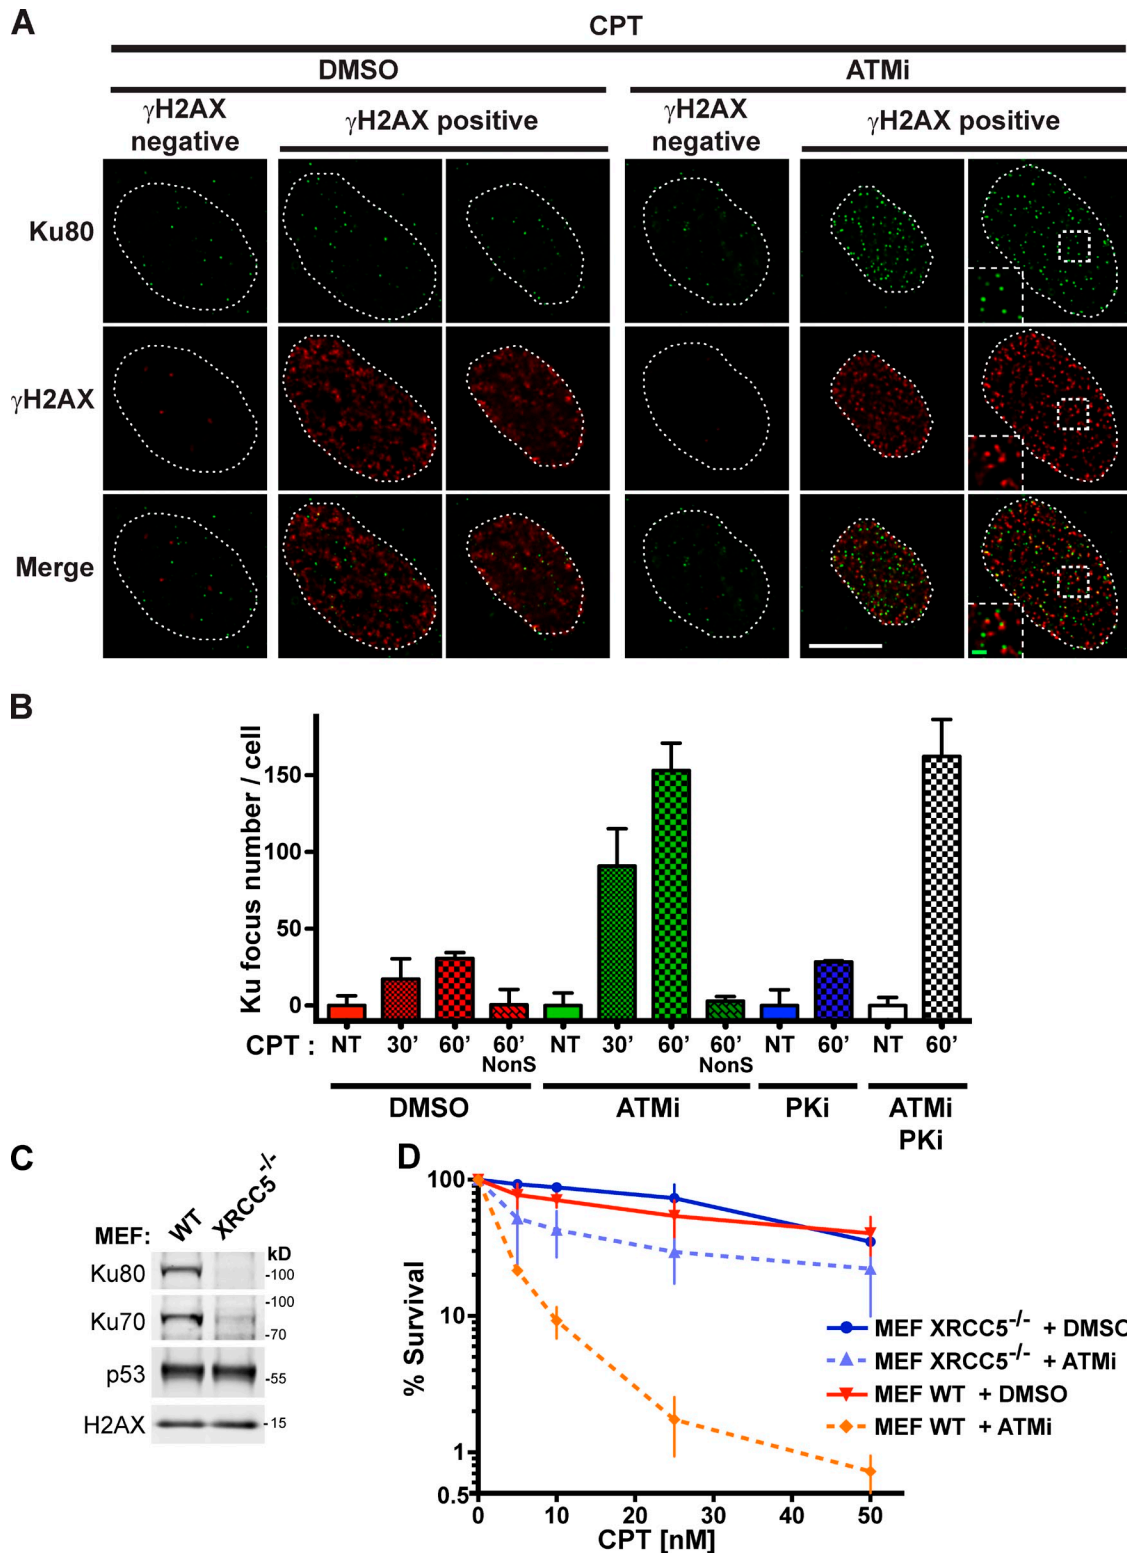 A
CPT
DMSO
ATMi
γH2AX negative
γH2AX positive
γH2AX negative
γH2AX positive
Ku80
γH2AX
Merge
B
Ku focus number / cell
150
100
50
0
CPT : NT 30' 60' 60' NT 30' 60' 60' NT 60' NT 60'
NonS NonS
DMSO ATMi PKi ATMi
PKi
C
MEF: WT XRCC5-/-
kD
Ku80
-100
-100
Ku70
-70
p53
-55
H2AX
-15
D
% Survival
100
10
1
0.5
0 10 20 30 40 50
CPT [nM]
MEF XRCC5-/- + DMSO
MEF XRCC5-/- + ATMi
MEF WT + DMSO
MEF WT + ATMi